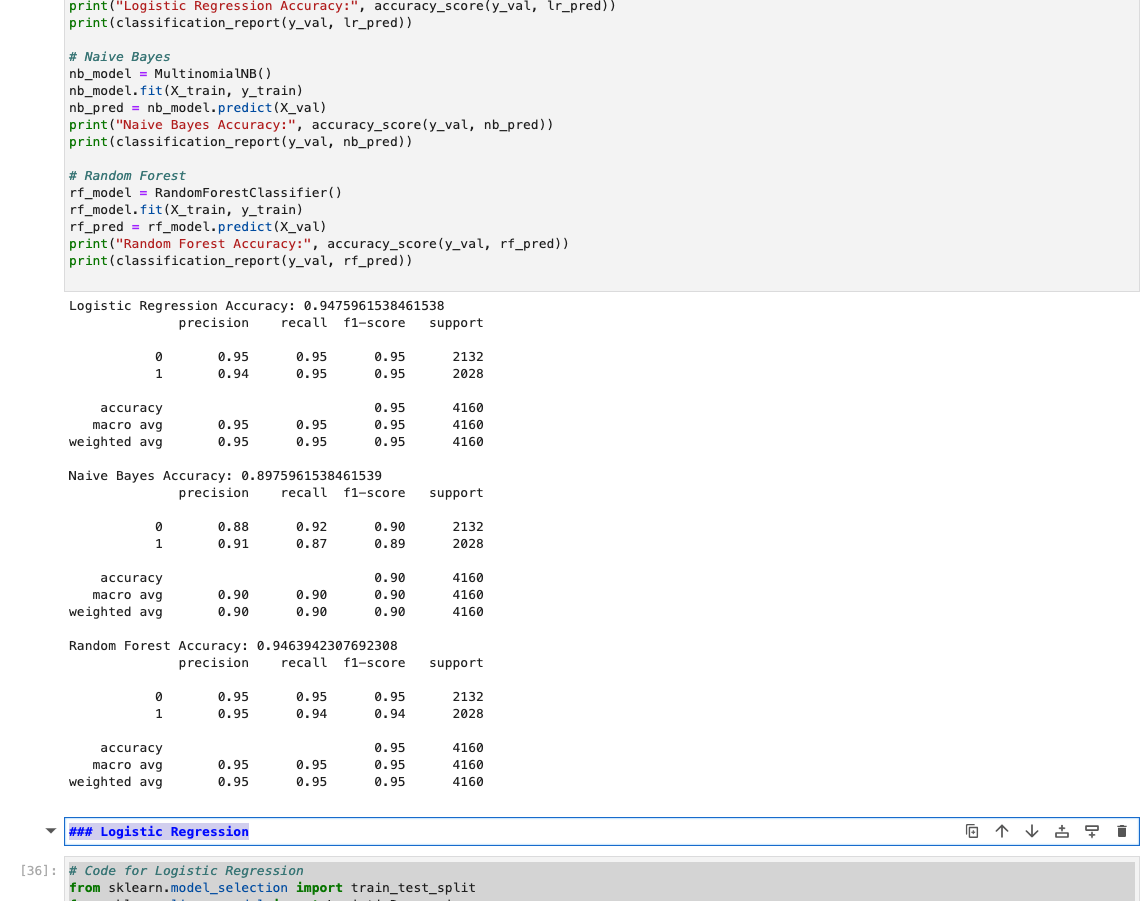 print("Logistic Regression Accuracy:", accuracy_score(y_val, lr_pred))
print(classification_report(y_val, lr_pred))
# Naive Bayes
nb_model = MultinomialNB()
nb_model.fit(X_train, y_train)
nb_pred = nb_model.predict(X_val)
print("Naive Bayes Accuracy:", accuracy_score(y_val, nb_pred))
print(classification_report(y_val, nb_pred))
# Random Forest
rf_model = RandomForestClassifier()
rf_model.fit(X_train, y_train)
rf_pred = rf_model.predict(X_val)
print("Random Forest Accuracy:", accuracy_score(y_val, rf_pred))
print(classification_report(y_val, rf_pred))
Logistic Regression Accuracy: 0.9475961538461538
precision recall f1-score support
0 0.95 0.95 0.95 2132
1 0.94 0.95 0.95 2028
accuracy 0.95 4160
macro avg 0.95 0.95 0.95 4160
weighted avg 0.95 0.95 0.95 4160
Naive Bayes Accuracy: 0.8975961538461539
precision recall f1-score support
0 0.88 0.92 0.90 2132
1 0.91 0.87 0.89 2028
accuracy 0.90 4160
macro avg 0.90 0.90 0.90 4160
weighted avg 0.90 0.90 0.90 4160
Random Forest Accuracy: 0.9463942307692308
precision recall f1-score support
0 0.95 0.95 0.95 2132
1 0.95 0.94 0.94 2028
accuracy 0.95 4160
macro avg 0.95 0.95 0.95 4160
weighted avg 0.95 0.95 0.95 4160
### Logistic Regression
[36]: # Code for Logistic Regression
from sklearn.model_selection import train_test_split